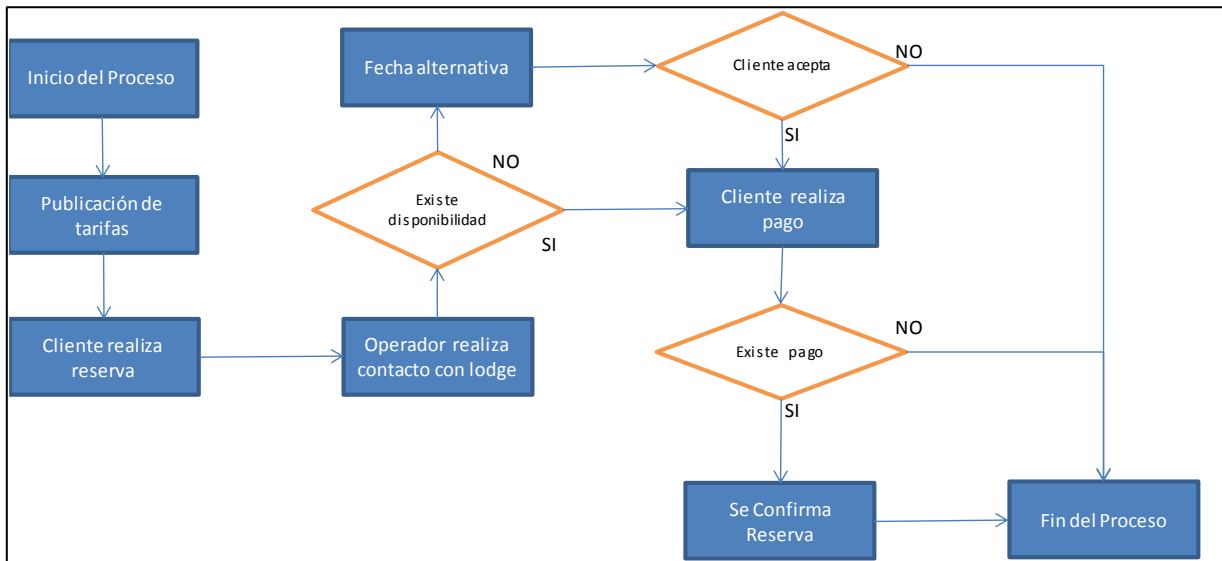 Inicio del Proceso
Publicación de
tarifas
Cliente realiza
reserva
Operador realiza
contacto con lodge
Existe
disponibilidad
NO
SI
Fecha alternativa
Cliente acepta
NO
SI
Cliente realiza
pago
Existe pago
NO
SI
Se Confirma
Reserva
Fin del Proceso